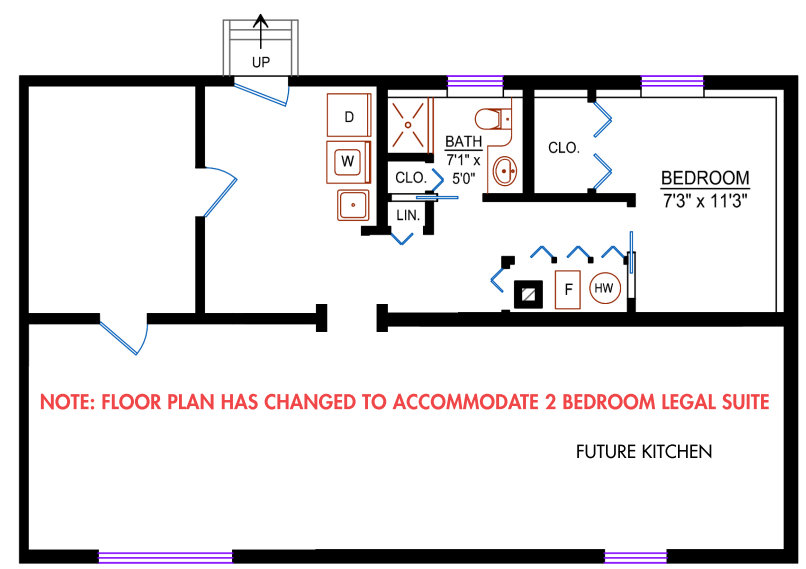 UP
D
W
BATH
7'1" x
5'0"
CLO.
LIN.
CLO.
BEDROOM
7'3" x 11'3"
F
HW
NOTE: FLOOR PLAN HAS CHANGED TO ACCOMMODATE 2 BEDROOM LEGAL SUITE
FUTURE KITCHEN